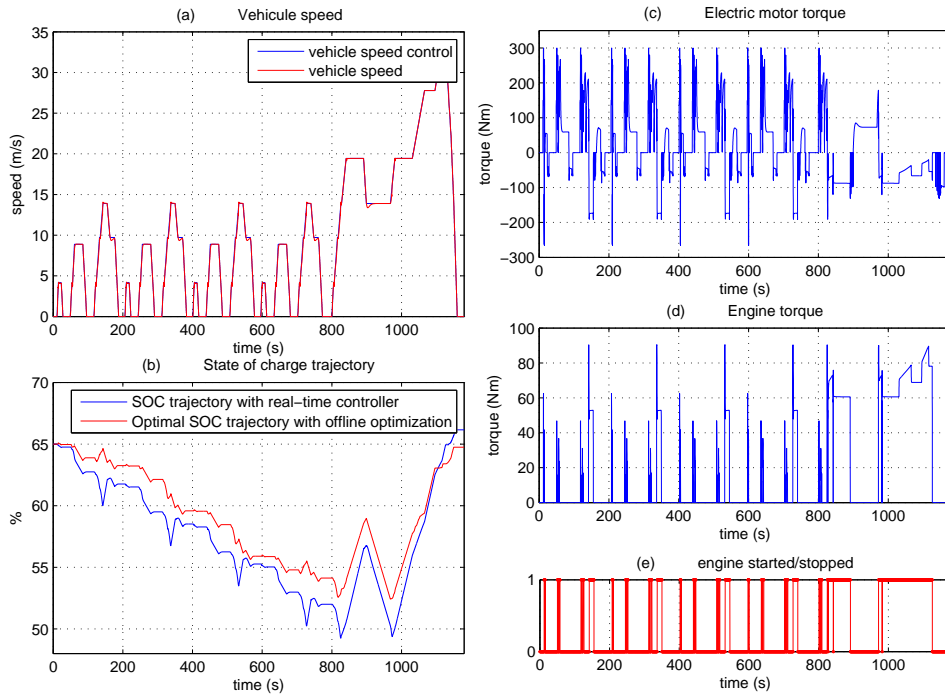 (a) Vehicule speed
35
30
25
20
15
10
5
0
speed (m/s)
vehicle speed control
vehicle speed
0 200 400 600 800 1000
time (s)
(b) State of charge trajectory
70
65
60
55
50
%
SOC trajectory with real-time controller
Optimal SOC trajectory with offline optimization
0 200 400 600 800 1000
time (s)
(c) Electric motor torque
300
200
100
0
−100
−200
−300
torque (Nm)
0 200 400 600 800 1000
time (s)
(d) Engine torque
100
80
60
40
20
0
torque (Nm)
0 200 400 600 800 1000
time (s)
(e) engine started/stopped
1
0
0 200 400 600 800 1000
time (s)